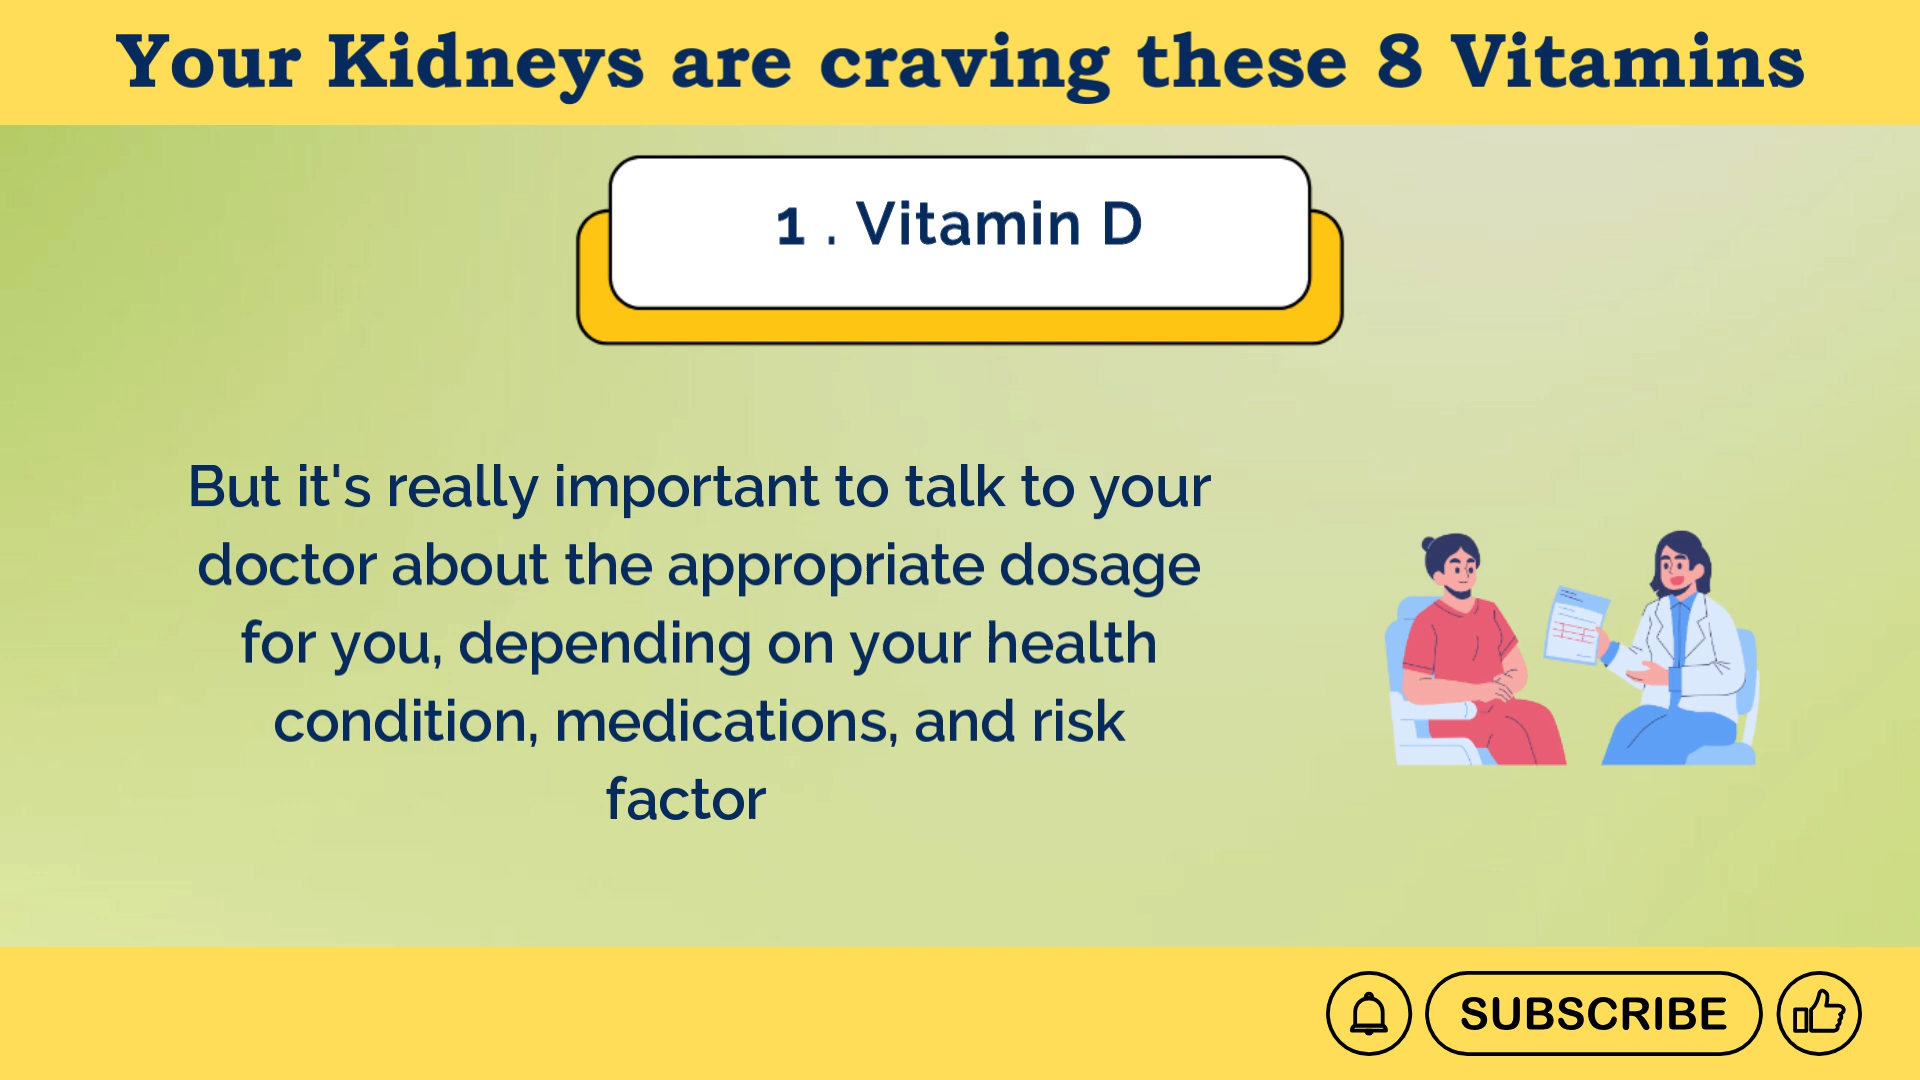 Your Kidneys are craving these 8 Vitamins
1 . Vitamin D
But it's really important to talk to your
doctor about the appropriate dosage
for you, depending on your health
condition, medications, and risk
factor
SUBSCRIBE